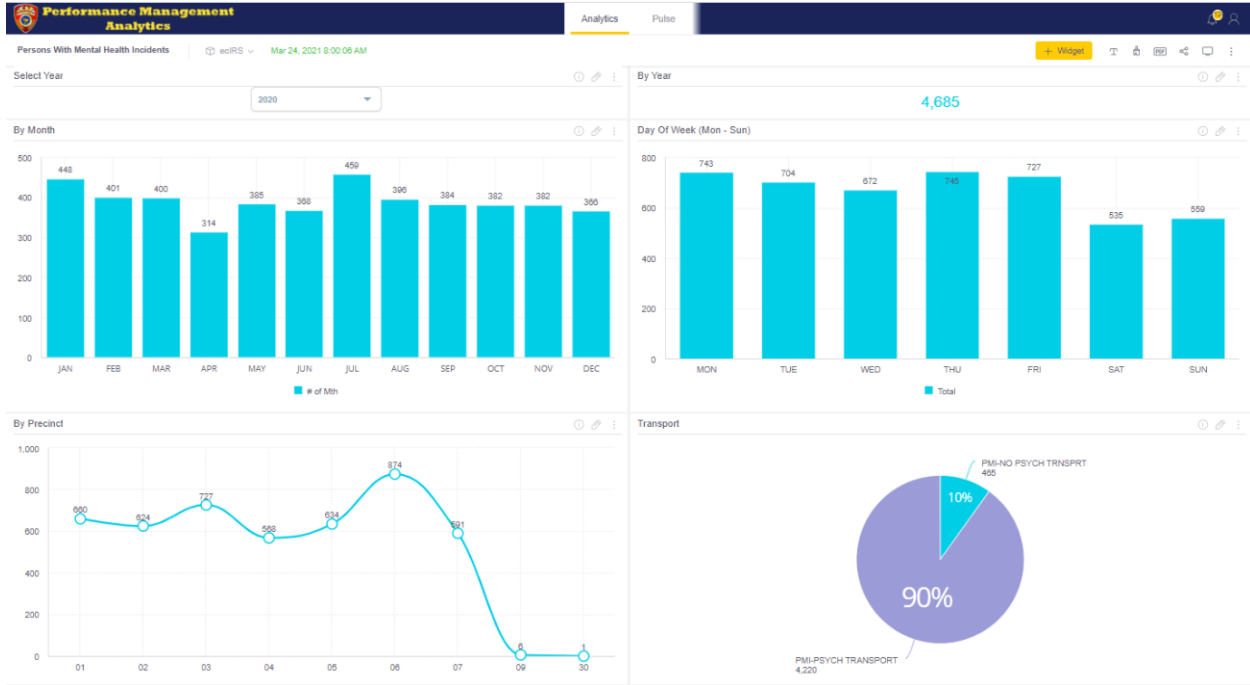 Performance Management
Analytics
Analytics
Pulse
Persons With Mental Health Incidents
ecIRS
Mar 24, 2021 8:00:06 AM
+ Widget
PDF
Select Year
2020
By Year
4,685
By Month
500
400
300
200
100
0
448
401
400
314
385
368
459
396
384
382
382
366
JAN
FEB
MAR
APR
MAY
JUN
JUL
AUG
SEP
OCT
NOV
DEC
# of Mth
Day Of Week (Mon - Sun)
800
600
400
200
0
743
704
672
745
727
535
559
MON
TUE
WED
THU
FRI
SAT
SUN
Total
By Precinct
1,000
800
600
400
200
0
660
624
727
568
634
874
591
6
1
01
02
03
04
05
06
07
09
30
Transport
PMI-NO PSYCH TRNSPRT
465
10%
90%
PMI-PSYCH TRANSPORT
4,220